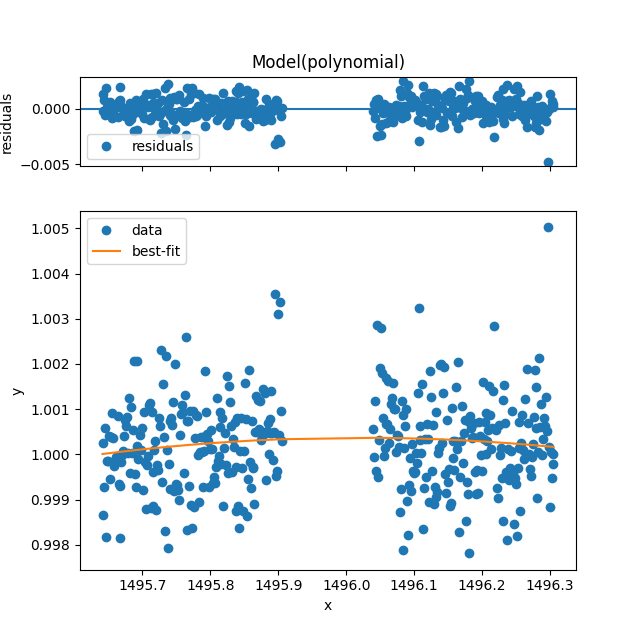 Model(polynomial)
residuals
0.000
−0.005
residuals
y
1.005
1.004
1.003
1.002
1.001
1.000
0.999
0.998
data
best-fit
1495.7 1495.8 1495.9 1496.0 1496.1 1496.2 1496.3
x